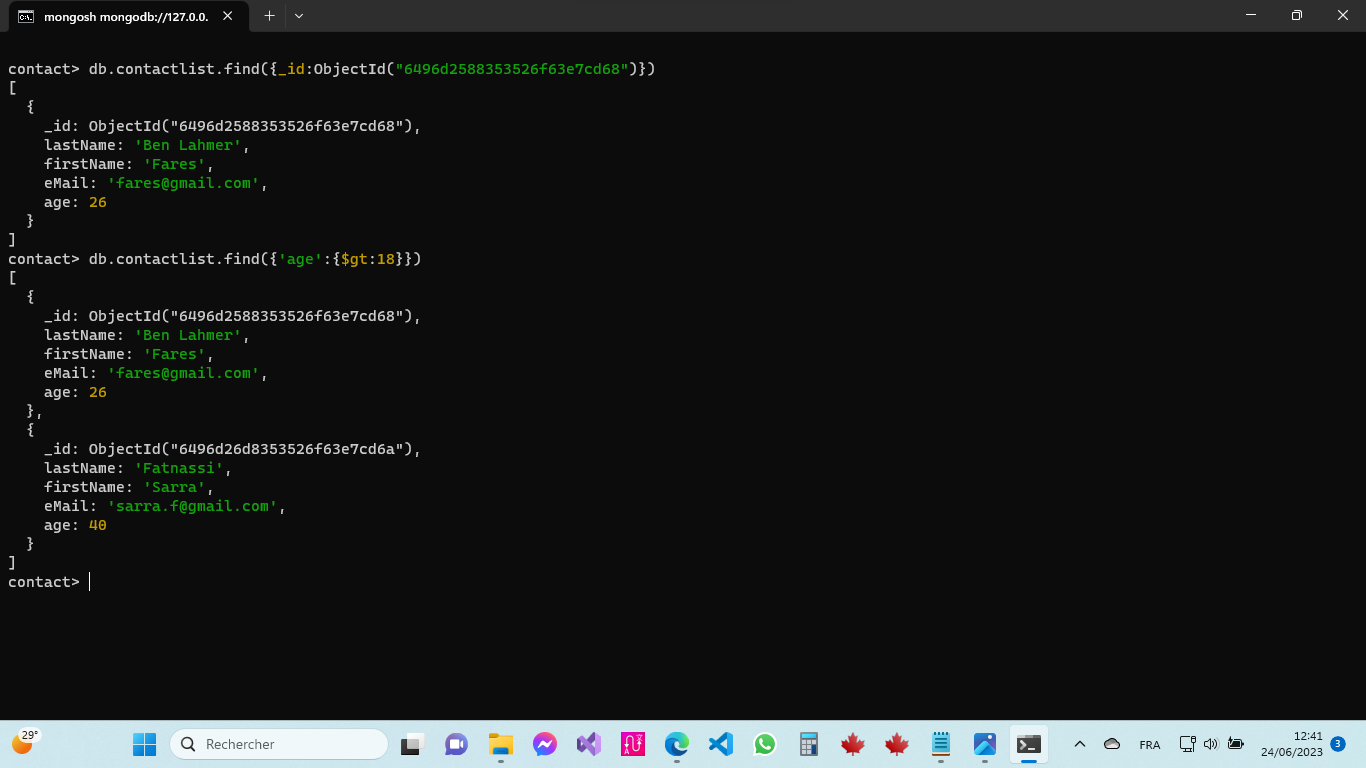 mongosh mongodb://127.0.0.
contact> db.contactlist.find({_id:ObjectId("6496d2588353526f63e7cd68")})
[
  {
    _id: ObjectId("6496d2588353526f63e7cd68"),
    lastName: 'Ben Lahmer',
    firstName: 'Fares',
    eMail: 'fares@gmail.com',
    age: 26
  }
]
contact> db.contactlist.find({'age':{$gt:18}})
[
  {
    _id: ObjectId("6496d2588353526f63e7cd68"),
    lastName: 'Ben Lahmer',
    firstName: 'Fares',
    eMail: 'fares@gmail.com',
    age: 26
  },
  {
    _id: ObjectId("6496d26d8353526f63e7cd6a"),
    lastName: 'Fatnassi',
    firstName: 'Sarra',
    eMail: 'sarra.f@gmail.com',
    age: 40
  }
]
contact>
29°
Rechercher
FRA
12:41
24/06/2023
3